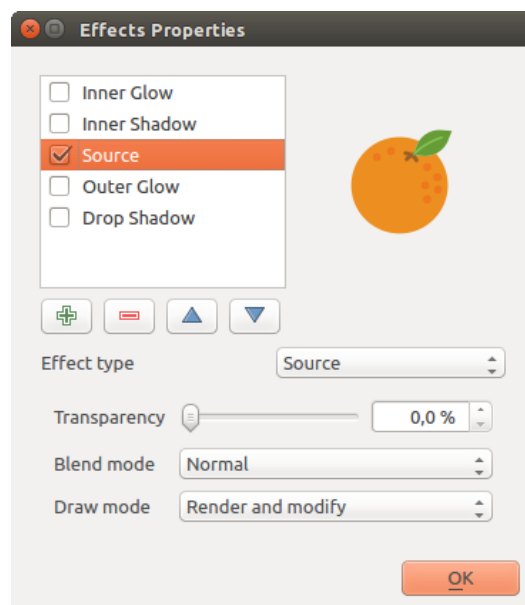 Effects Properties
Inner Glow
Inner Shadow
Source
Outer Glow
Drop Shadow
Effect type Source
Transparency 0,0 %
Blend mode Normal
Draw mode Render and modify
OK